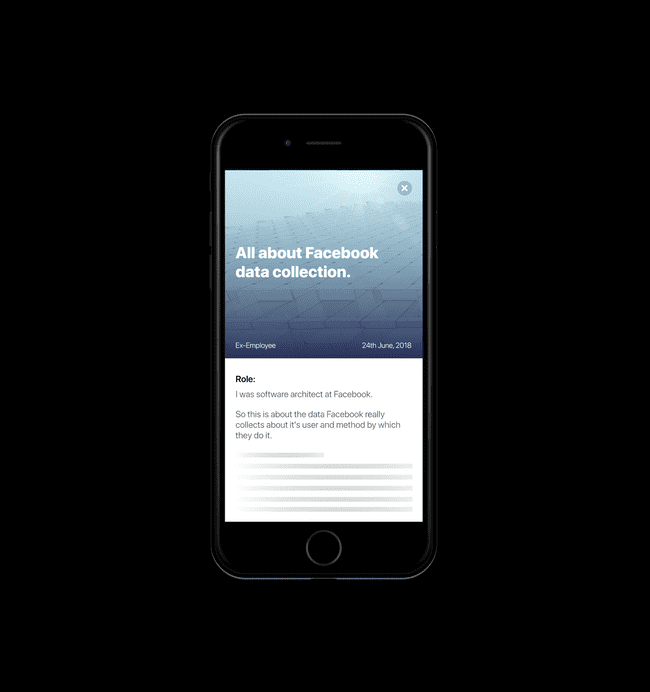 All about Facebook
data collection.
Ex-Employee 24th June, 2018
Role:
I was software architect at Facebook.
So this is about the data Facebook really
collects about it's user and method by which
they do it.